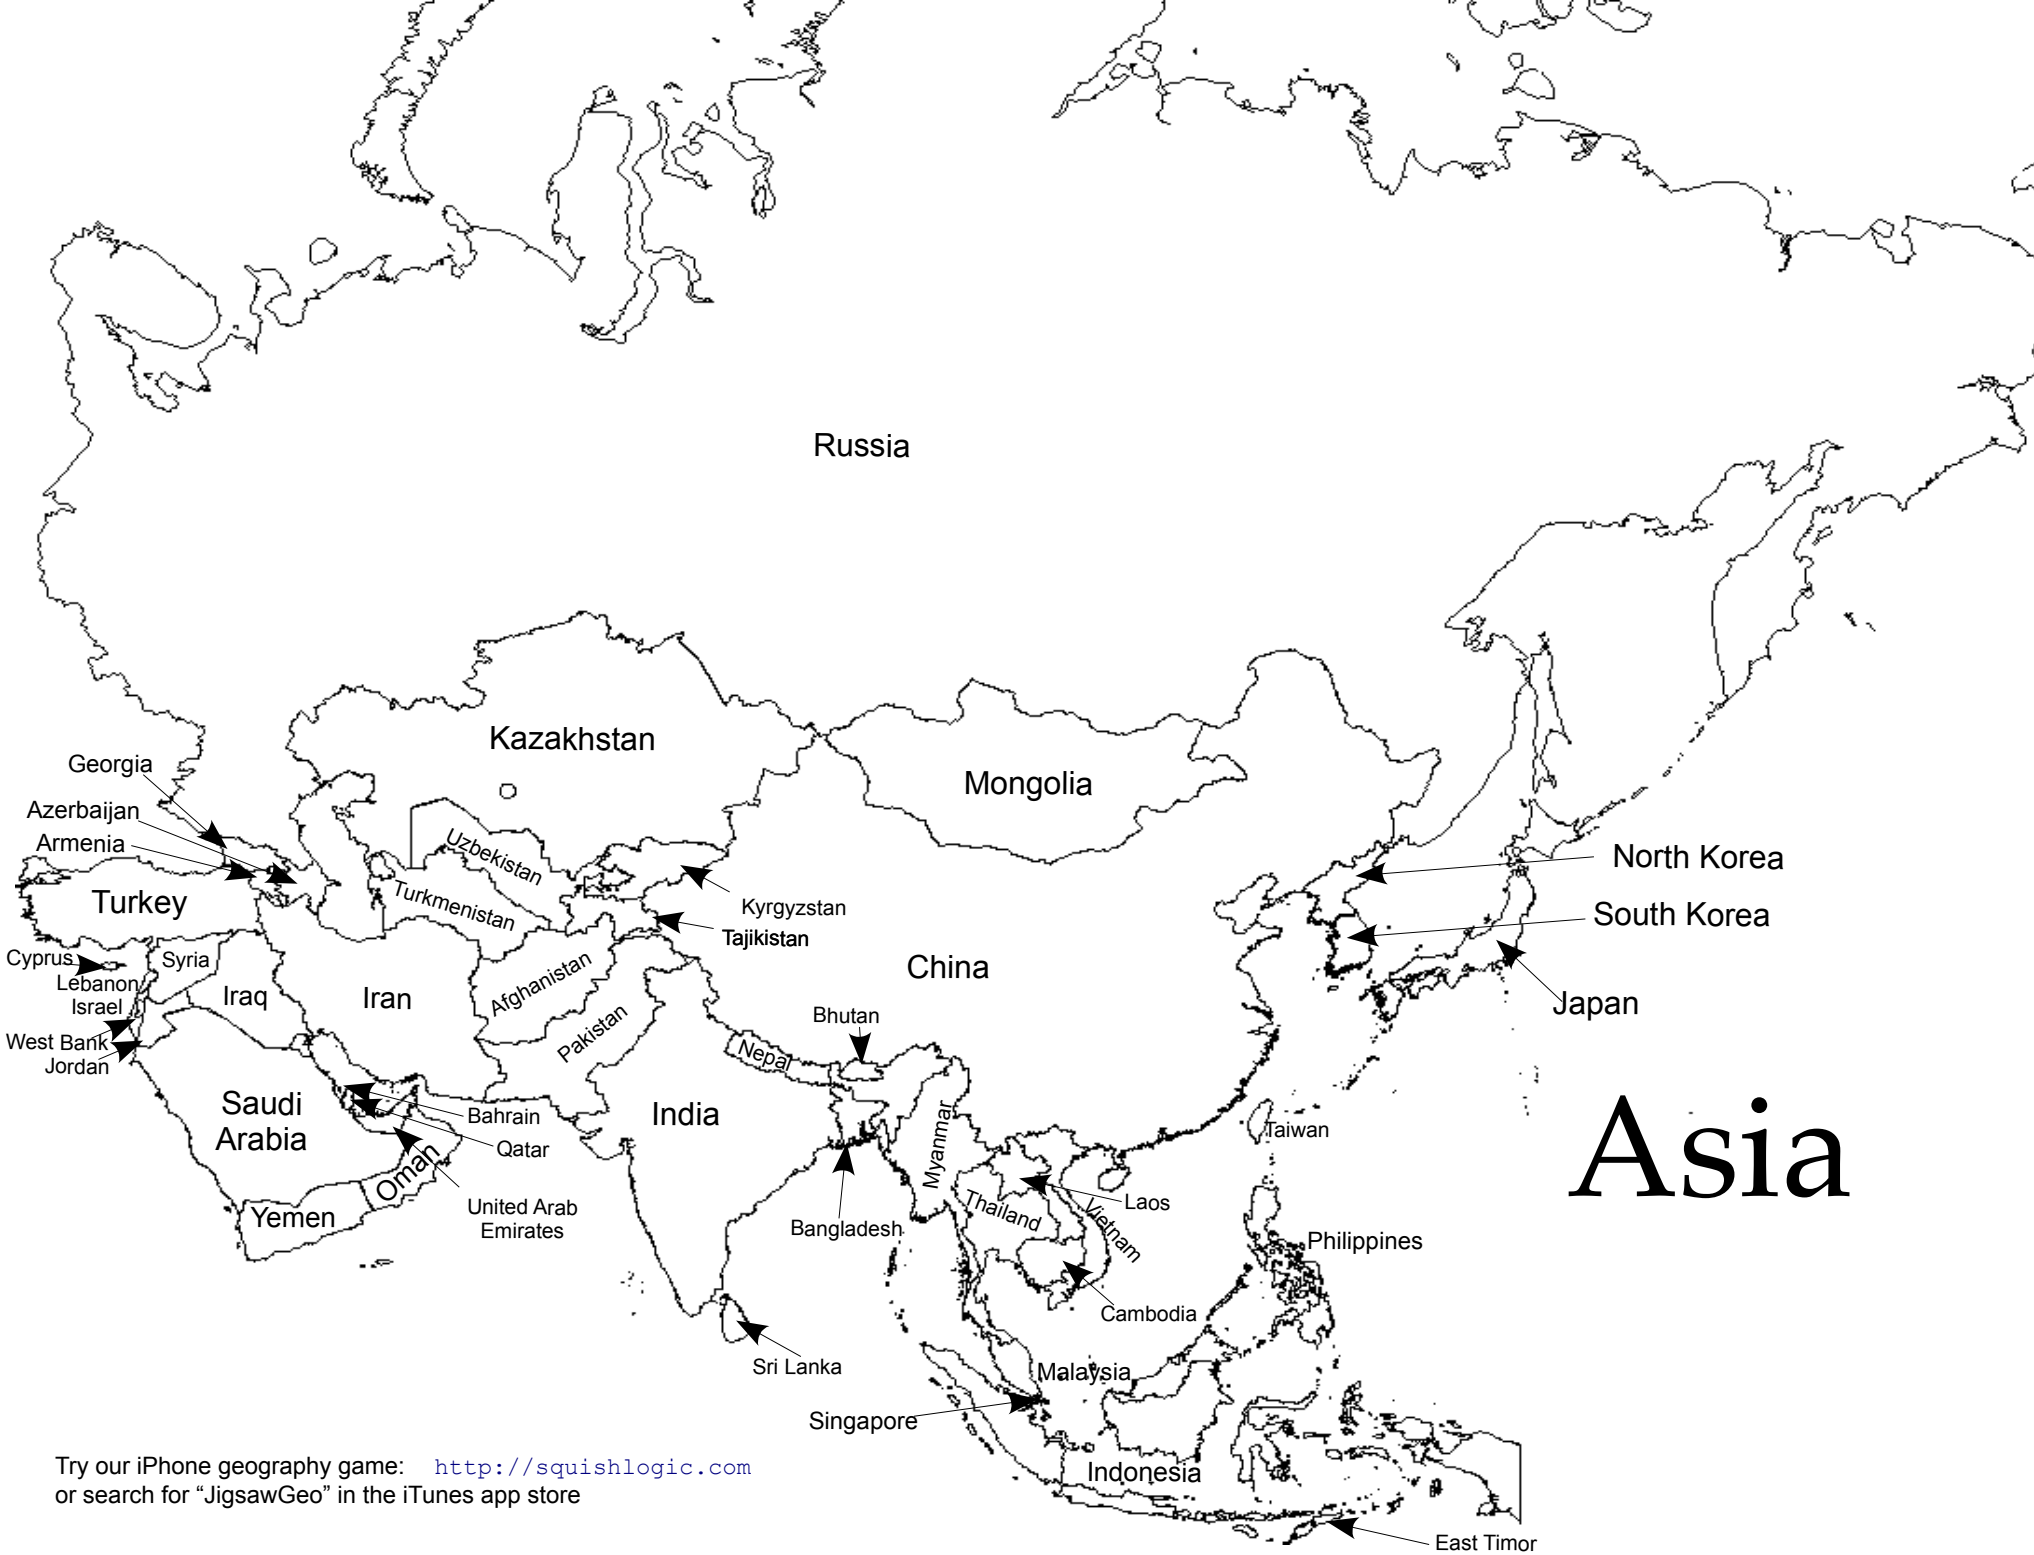 Russia
Kazakhstan
Mongolia
Georgia
Azerbaijan
Armenia
Uzbekistan
North Korea
Turkey
Turkmenistan
Kyrgyzstan
South Korea
Tajikistan
Cyprus
Syria
Lebanon
Israel
Iraq
Iran
Afghanistan
China
Japan
West Bank
Jordan
Pakistan
Bhutan
Nepal
Saudi
Arabia
Bahrain
India
Qatar
Myanmar
Taiwan
Asia
Oman
United Arab
Emirates
Yemen
Bangladesh
Thailand
Laos
Vietnam
Philippines
Cambodia
Sri Lanka
Malaysia
Singapore
Indonesia
Try our iPhone geography game: http://squishlogic.com
or search for “JigsawGeo” in the iTunes app store
East Timor